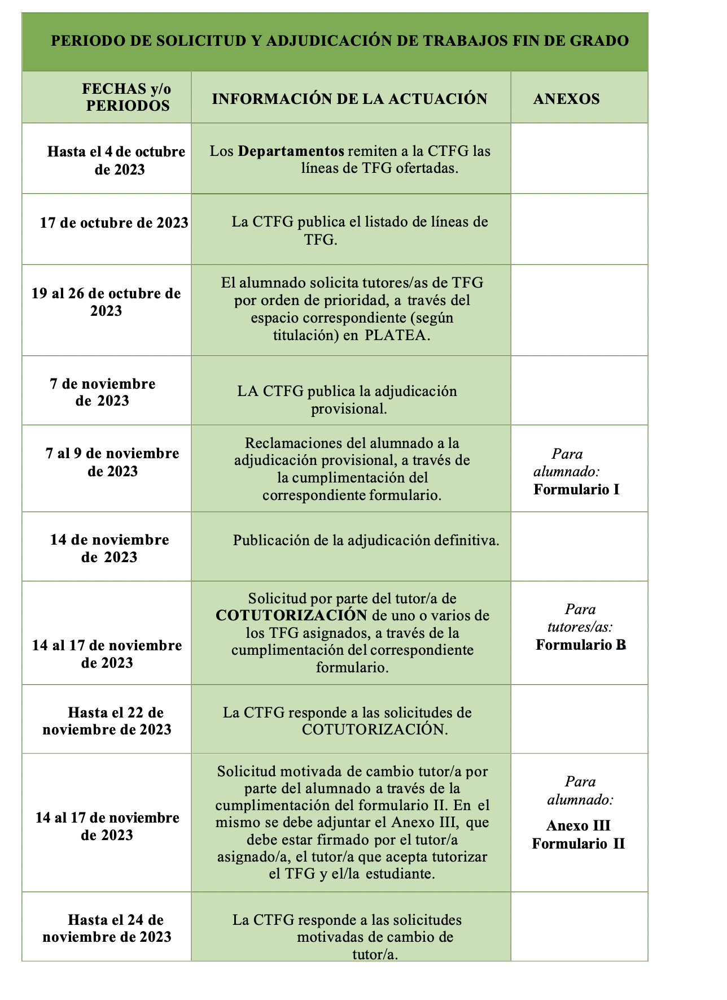 PERIODO DE SOLICITUD Y ADJUDICACIÓN DE TRABAJOS FIN DE GRADO
FECHAS y/o
PERIODOS
INFORMACIÓN DE LA ACTUACIÓN
ANEXOS
Hasta el 4 de octubre
de 2023
Los Departamentos remiten a la CTFG las
líneas de TFG ofertadas.
17 de octubre de 2023
La CTFG publica el listado de líneas de
TFG.
19 al 26 de octubre de
2023
El alumnado solicita tutores/as de TFG
por orden de prioridad, a través del
espacio correspondiente (según
titulación) en PLATEA.
7 de noviembre
de 2023
LA CTFG publica la adjudicación
provisional.
7 al 9 de noviembre
de 2023
Reclamaciones del alumnado a la
adjudicación provisional, a través de
la cumplimentación del
correspondiente formulario.
Para
alumnado:
Formulario I
14 de noviembre
de 2023
Publicación de la adjudicación definitiva.
14 al 17 de noviembre
de 2023
Solicitud por parte del tutor/a de
COTUTORIZACIÓN de uno o varios de
los TFG asignados, a través de la
cumplimentación del correspondiente
formulario.
Para
tutores/as:
Formulario B
Hasta el 22 de
noviembre de 2023
La CTFG responde a las solicitudes de
COTUTORIZACIÓN.
14 al 17 de noviembre
de 2023
Solicitud motivada de cambio tutor/a por
parte del alumnado a través de la
cumplimentación del formulario II. En el
mismo se debe adjuntar el Anexo III, que
debe estar firmado por el tutor/a
asignado/a, el tutor/a que acepta tutorizar
el TFG y el/la estudiante.
Para
alumnado:
Anexo III
Formulario II
Hasta el 24 de
noviembre de 2023
La CTFG responde a las solicitudes
motivadas de cambio de
tutor/a.